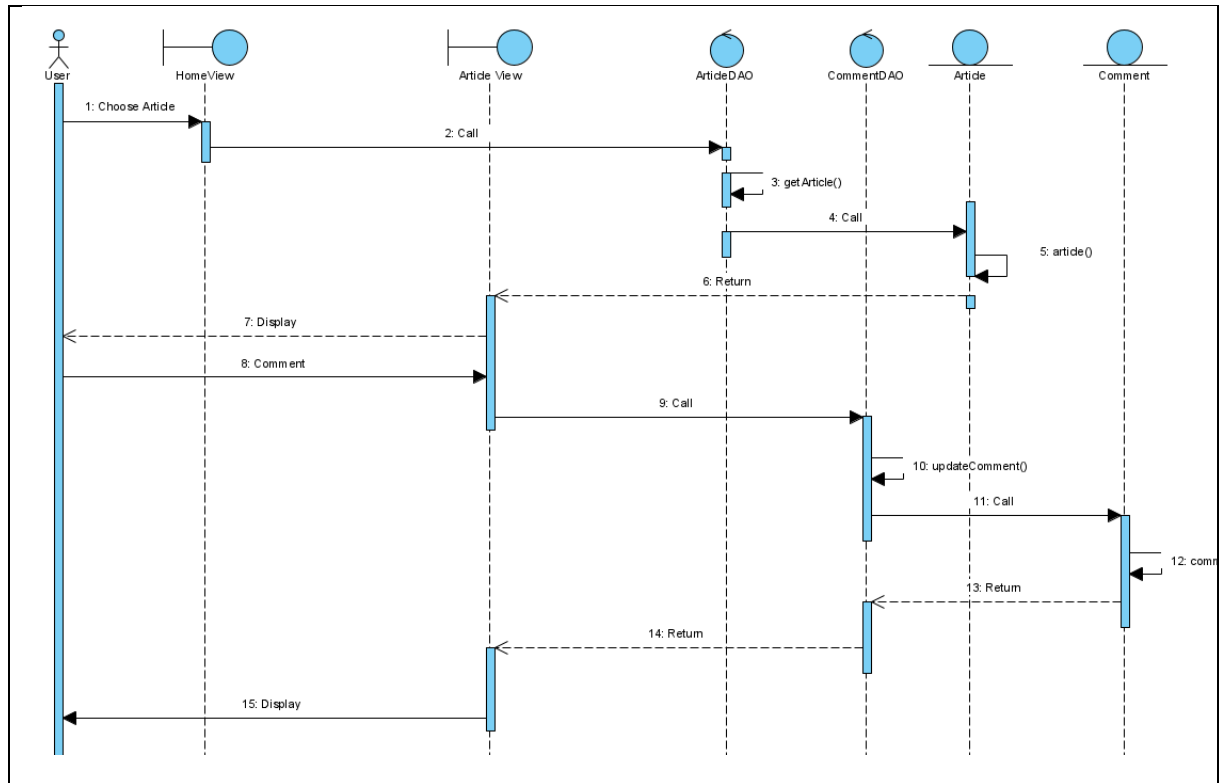 User
HomeView
Article View
ArticleDAO
CommentDAO
Article
Comment
1: Choose Article
2: Call
3: getArticle()
4: Call
5: article()
6: Return
7: Display
8: Comment
9: Call
10: updateComment()
11: Call
12: comm
13: Return
14: Return
15: Display